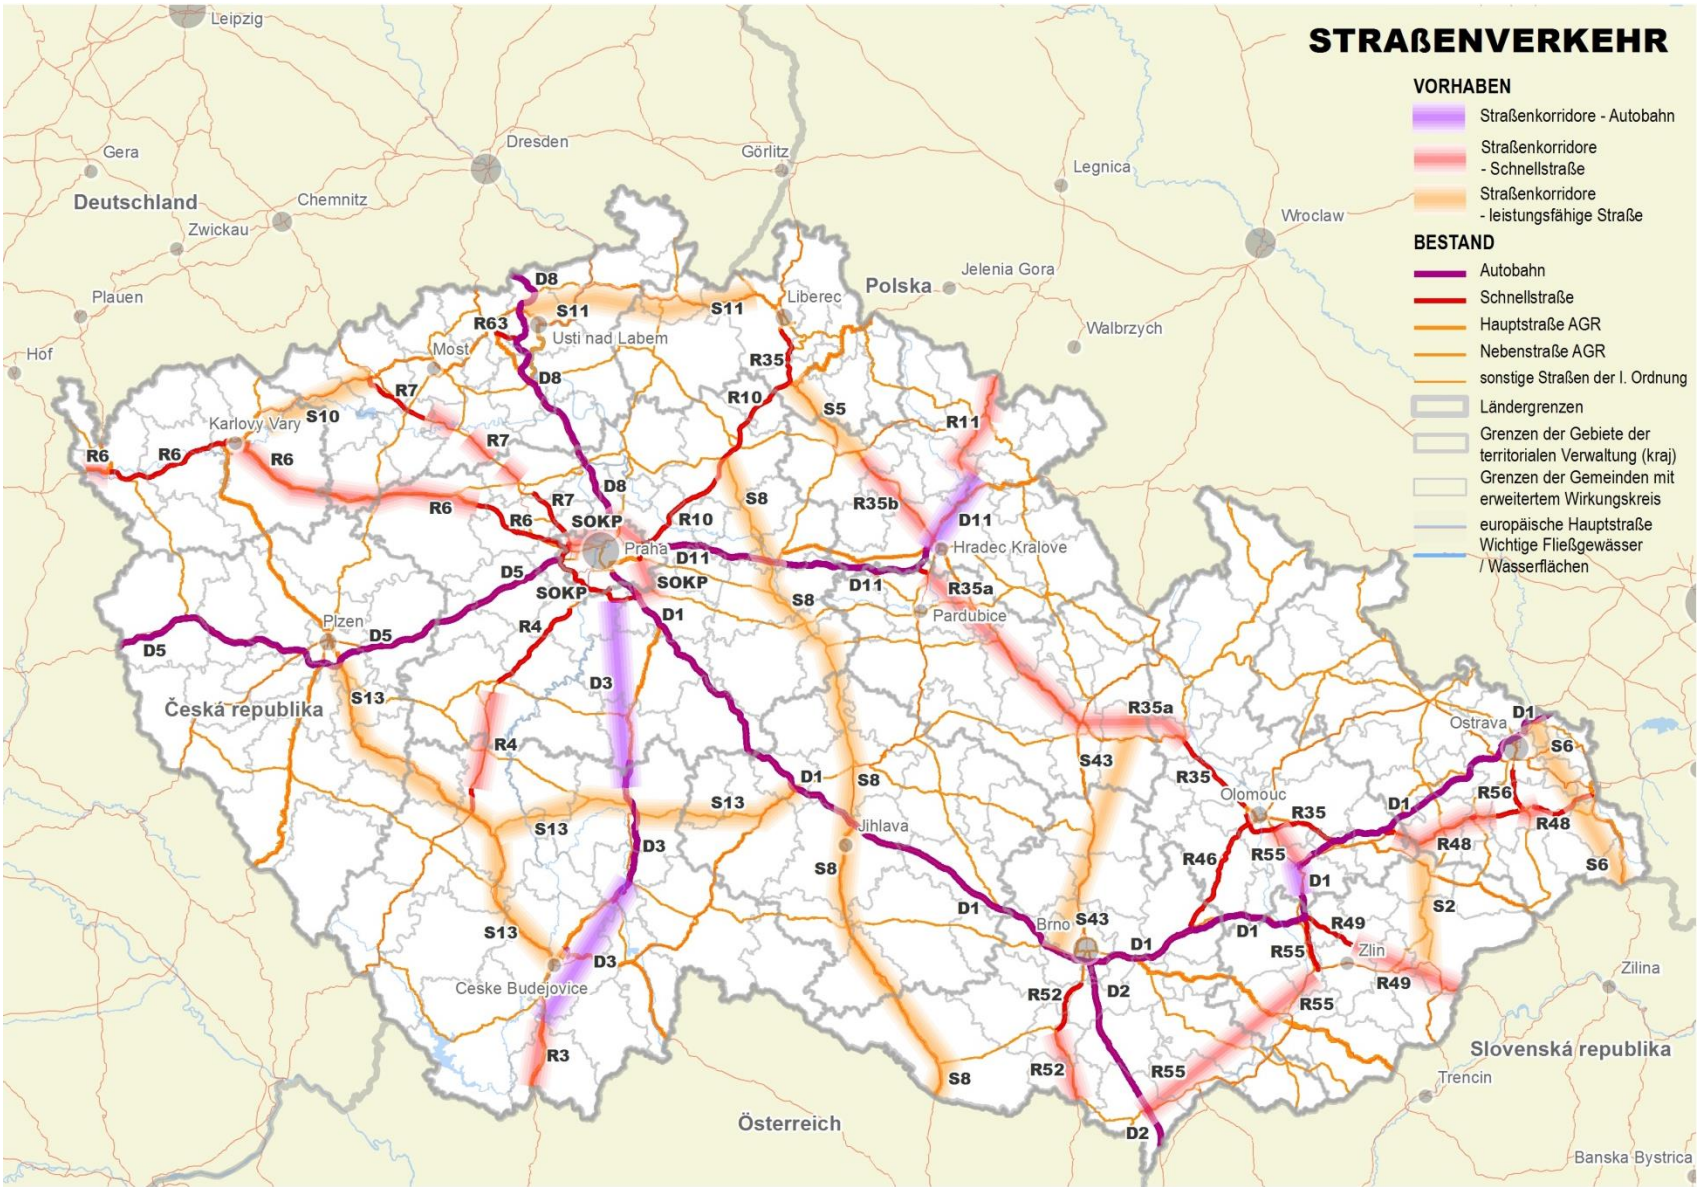 STRAßENVERKEHR
VORHABEN
Straßenkorridore - Autobahn
Straßenkorridore
- Schnellstraße
Straßenkorridore
- leistungsfähige Straße
BESTAND
Autobahn
Schnellstraße
Hauptstraße AGR
Nebenstraße AGR
sonstige Straßen der I. Ordnung
Ländergrenzen
Grenzen der Gebiete der
territorialen Verwaltung (kraj)
Grenzen der Gemeinden mit
erweitertem Wirkungskreis
europäische Hauptstraße
Wichtige Fließgewässer
/ Wasserflächen
Leipzig
Dresden
Görlitz
Gera
Legnica
Deutschland
Chemnitz
Zwickau
Wroclaw
Jelenia Gora
Polska
D8
Plauen
Liberec
S11
S11
R63
Usti nad Labem
Walbrzych
Most
Hof
R35
D8
R7
R10
S5
S10
Karlovy Vary
R11
R7
R6
R6
R6
D8
S8
R7
R35b
R6
R6
SOKP
R10
D11
Praha
D11
Hradec Kralove
D5
D11
SOKP
SOKP
R35a
S8
Pardubice
D1
Plzen
R4
D5
D5
D3
S13
Česká republika
R35a
D1
Ostrava
R4
S6
S43
D1
S8
R35
R56
Olomouc
S13
D1
S13
Jihlava
R35
R48
R48
D3
R55
R46
S8
S6
D1
S2
D1
S43
Brno
S13
R49
D1
D1
R55
Zlin
D3
Zilina
R49
Ceske Budejovice
R52
D2
R55
R3
Slovenská republika
R52
R55
S8
Trencin
Österreich
D2
Banska Bystrica